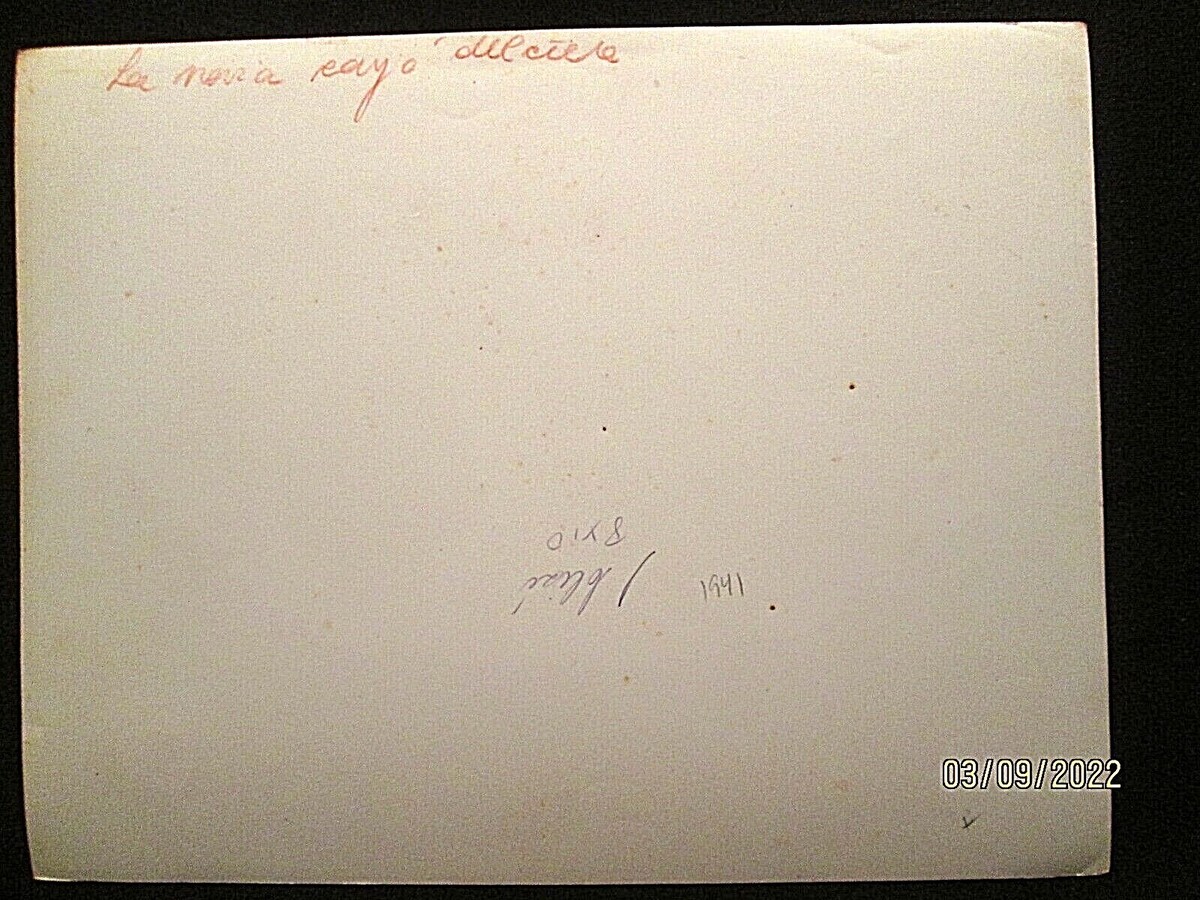 La novia cayó del cielo
8x10
1941
03/09/2022